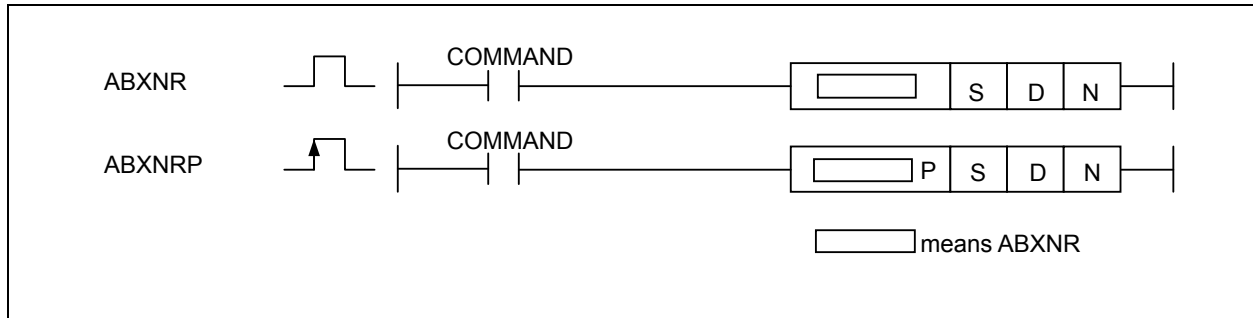 COMMAND
ABXNR S D N
COMMAND
ABXNRP P S D N
means ABXNR